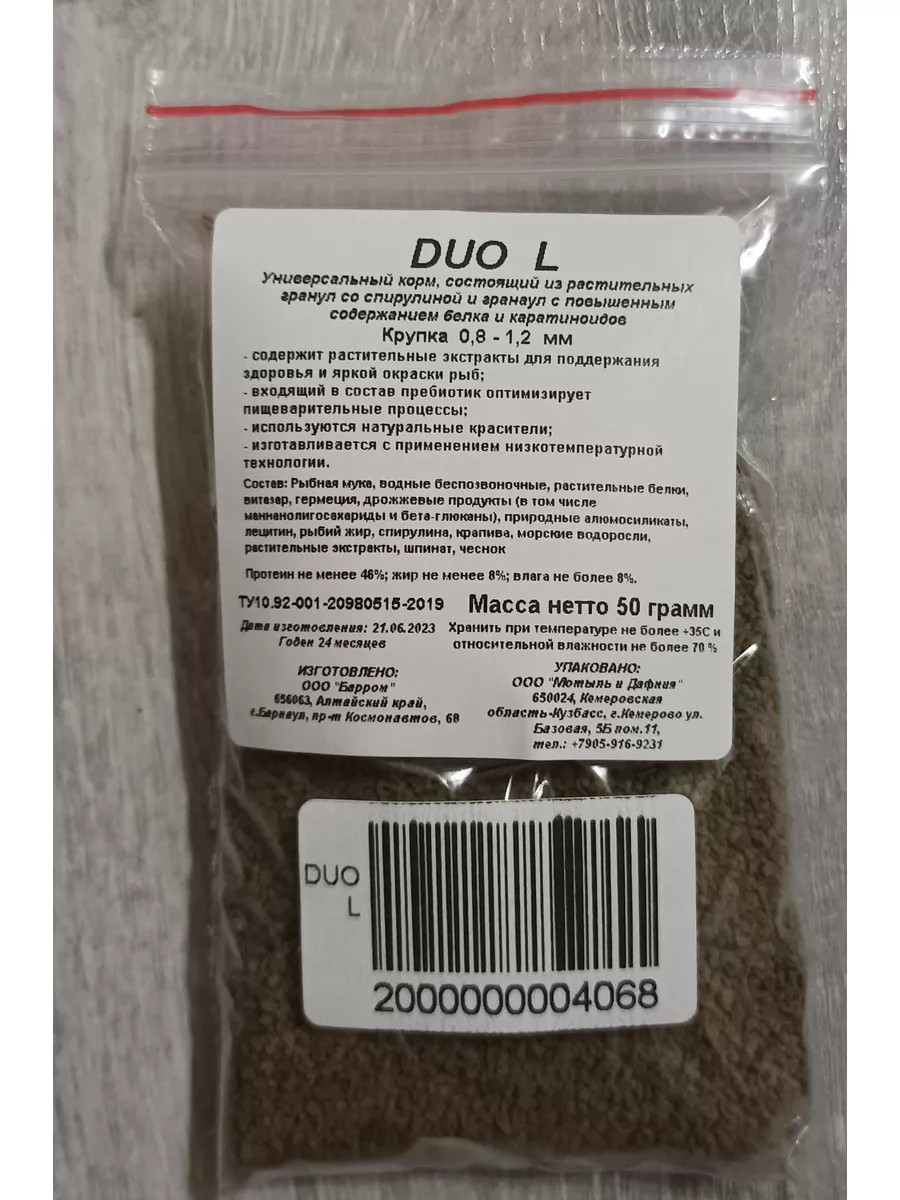 DUO L
Универсальный корм, состоящий из растительных
гранул со спирулиной и гранаул с повышенным
содержанием белка и каратиноидов
Крупка 0,8 - 1,2 мм
- содержит растительные экстракты для поддержания
здоровья и яркой окраски рыб;
- входящий в состав пребиотик оптимизирует
пищеварительные процессы;
- используются натуральные красители;
- изготавливается с применением низкотемпературной
технологии.
Состав: Рыбная мука, водные беспозвоночные, растительные белки,
витазар, гермеция, дрожжевые продукты (в том числе
маннанолигосахариды и бета-глюканы), природные алюмосиликаты,
лецитин, рыбий жир, спирулина, крапива, морские водоросли,
растительные экстракты, шпинат, чеснок
Протеин не менее 46%; жир не менее 8%; влага не более 8%.
ТУ10.92-001-20980515-2019 Масса нетто 50 грамм
Дата изготовления: 21.06.2023 Хранить при температуре не более +35С и
Годен 24 месяцев относительной влажности не более 70 %
ИЗГОТОВЛЕНО:
ООО "Барром"
656063, Алтайский край,
г.Барнаул, пр-т Космонавтов, 68
УПАКОВАНО:
ООО "Мотыль и Дафния"
650024, Кемеровская
область-Кузбасс, г.Кемерово ул.
Базовая, 5Б пом.11,
тел.: +7905-916-9231
DUO
L
2000000004068